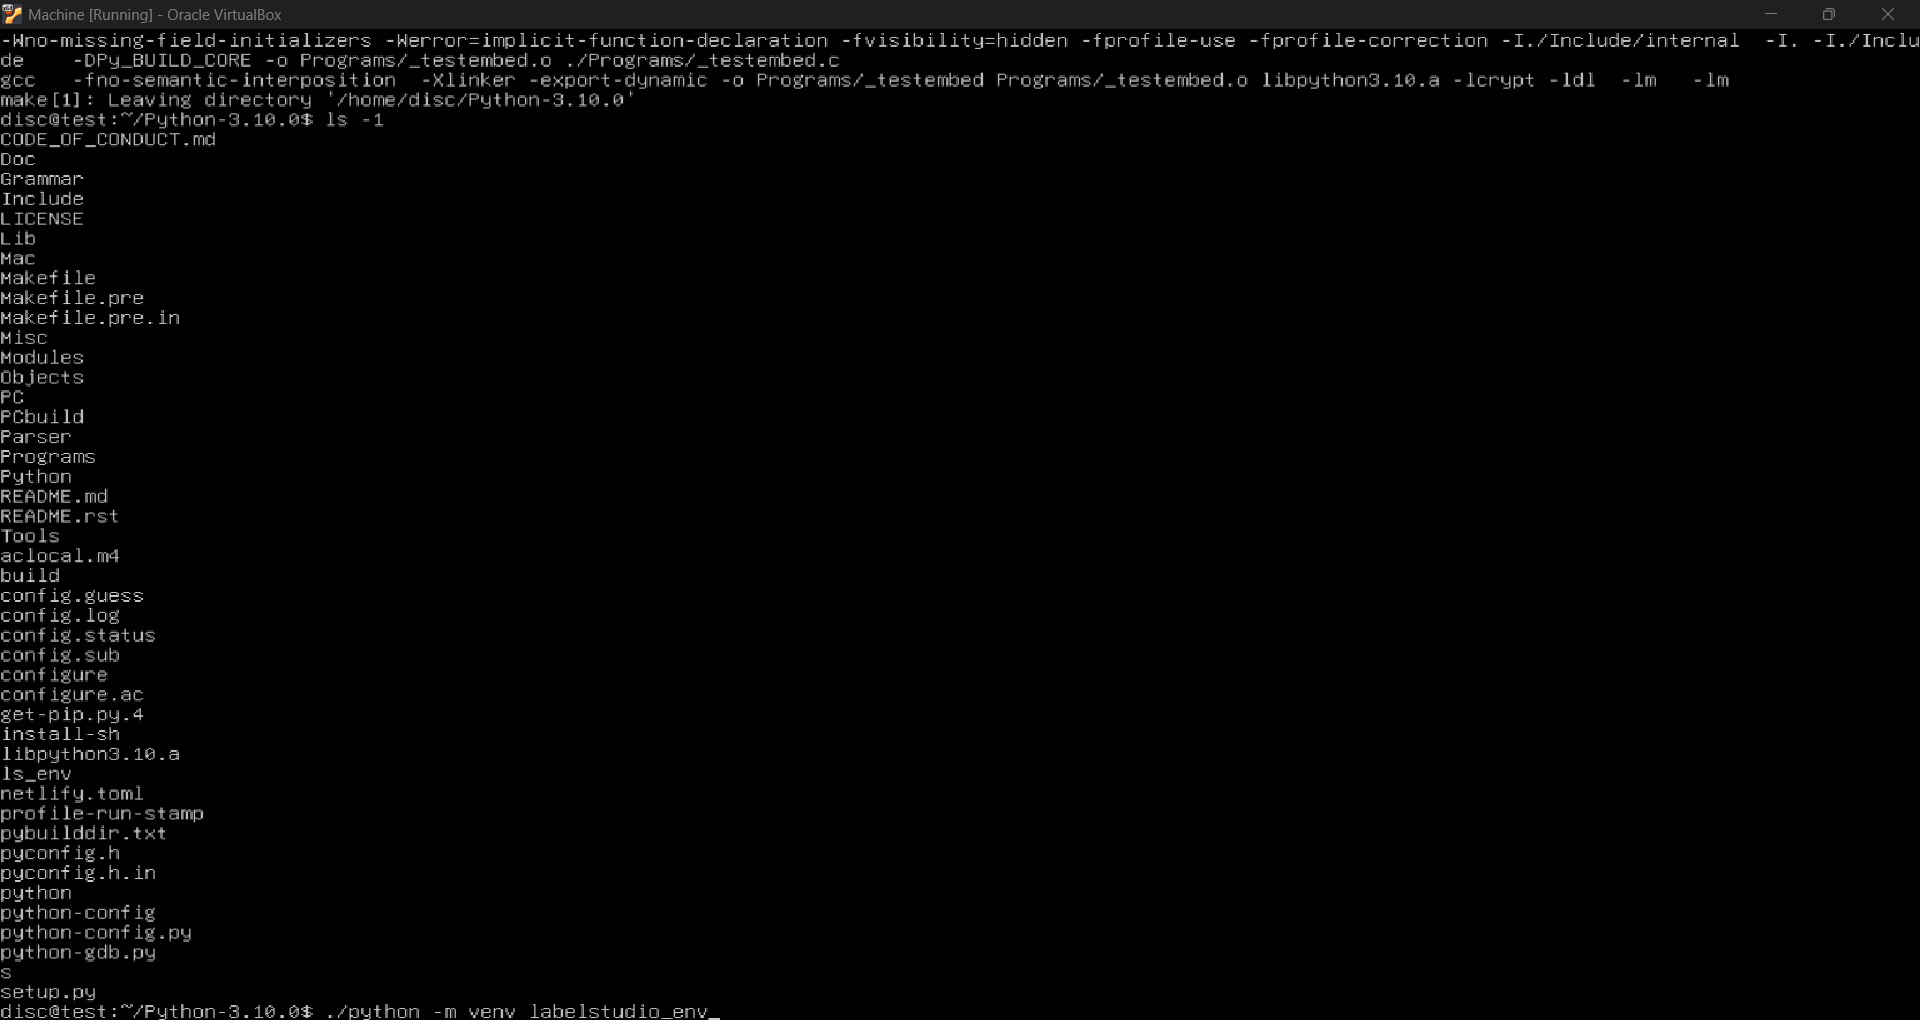 Machine [Running] - Oracle VirtualBox
-Wno-missing-field-initializers -Werror=implicit-function-declaration -fvisibility=hidden -fprofile-use -fprofile-correction -I./Include/internal  -I. -I./Inclu
de    -DPy_BUILD_CORE -o Programs/_testembed.o ./Programs/_testembed.c
gcc   -fno-semantic-interposition  -Xlinker -export-dynamic -o Programs/_testembed Programs/_testembed.o libpython3.10.a -lcrypt -ldl  -lm   -lm
make[1]: Leaving directory '/home/disc/Python-3.10.0'
disc@test:~/Python-3.10.0$ ls -1
CODE_OF_CONDUCT.md
Doc
Grammar
Include
LICENSE
Lib
Mac
Makefile
Makefile.pre
Makefile.pre.in
Misc
Modules
Objects
PC
PCbuild
Parser
Programs
Python
README.md
README.rst
Tools
aclocal.m4
build
config.guess
config.log
config.status
config.sub
configure
configure.ac
get-pip.py.4
install-sh
libpython3.10.a
ls_env
netlify.toml
profile-run-stamp
pybuilddir.txt
pyconfig.h
pyconfig.h.in
python
python-config
python-config.py
python-gdb.py
s
setup.py
disc@test:~/Python-3.10.0$ ./python -m venv labelstudio_env_